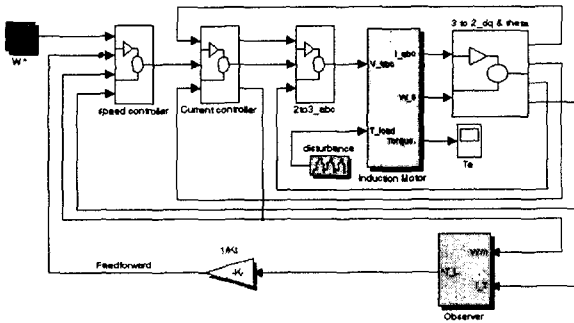 3 to 2_dq & theta
W*
I_abc
V_abc
W_e
speed controller
Current controller
2to3_abc
T_load
Torque
disturbance
Induction Motor
Te
1/Kt
Feedforward
-K-
Observer